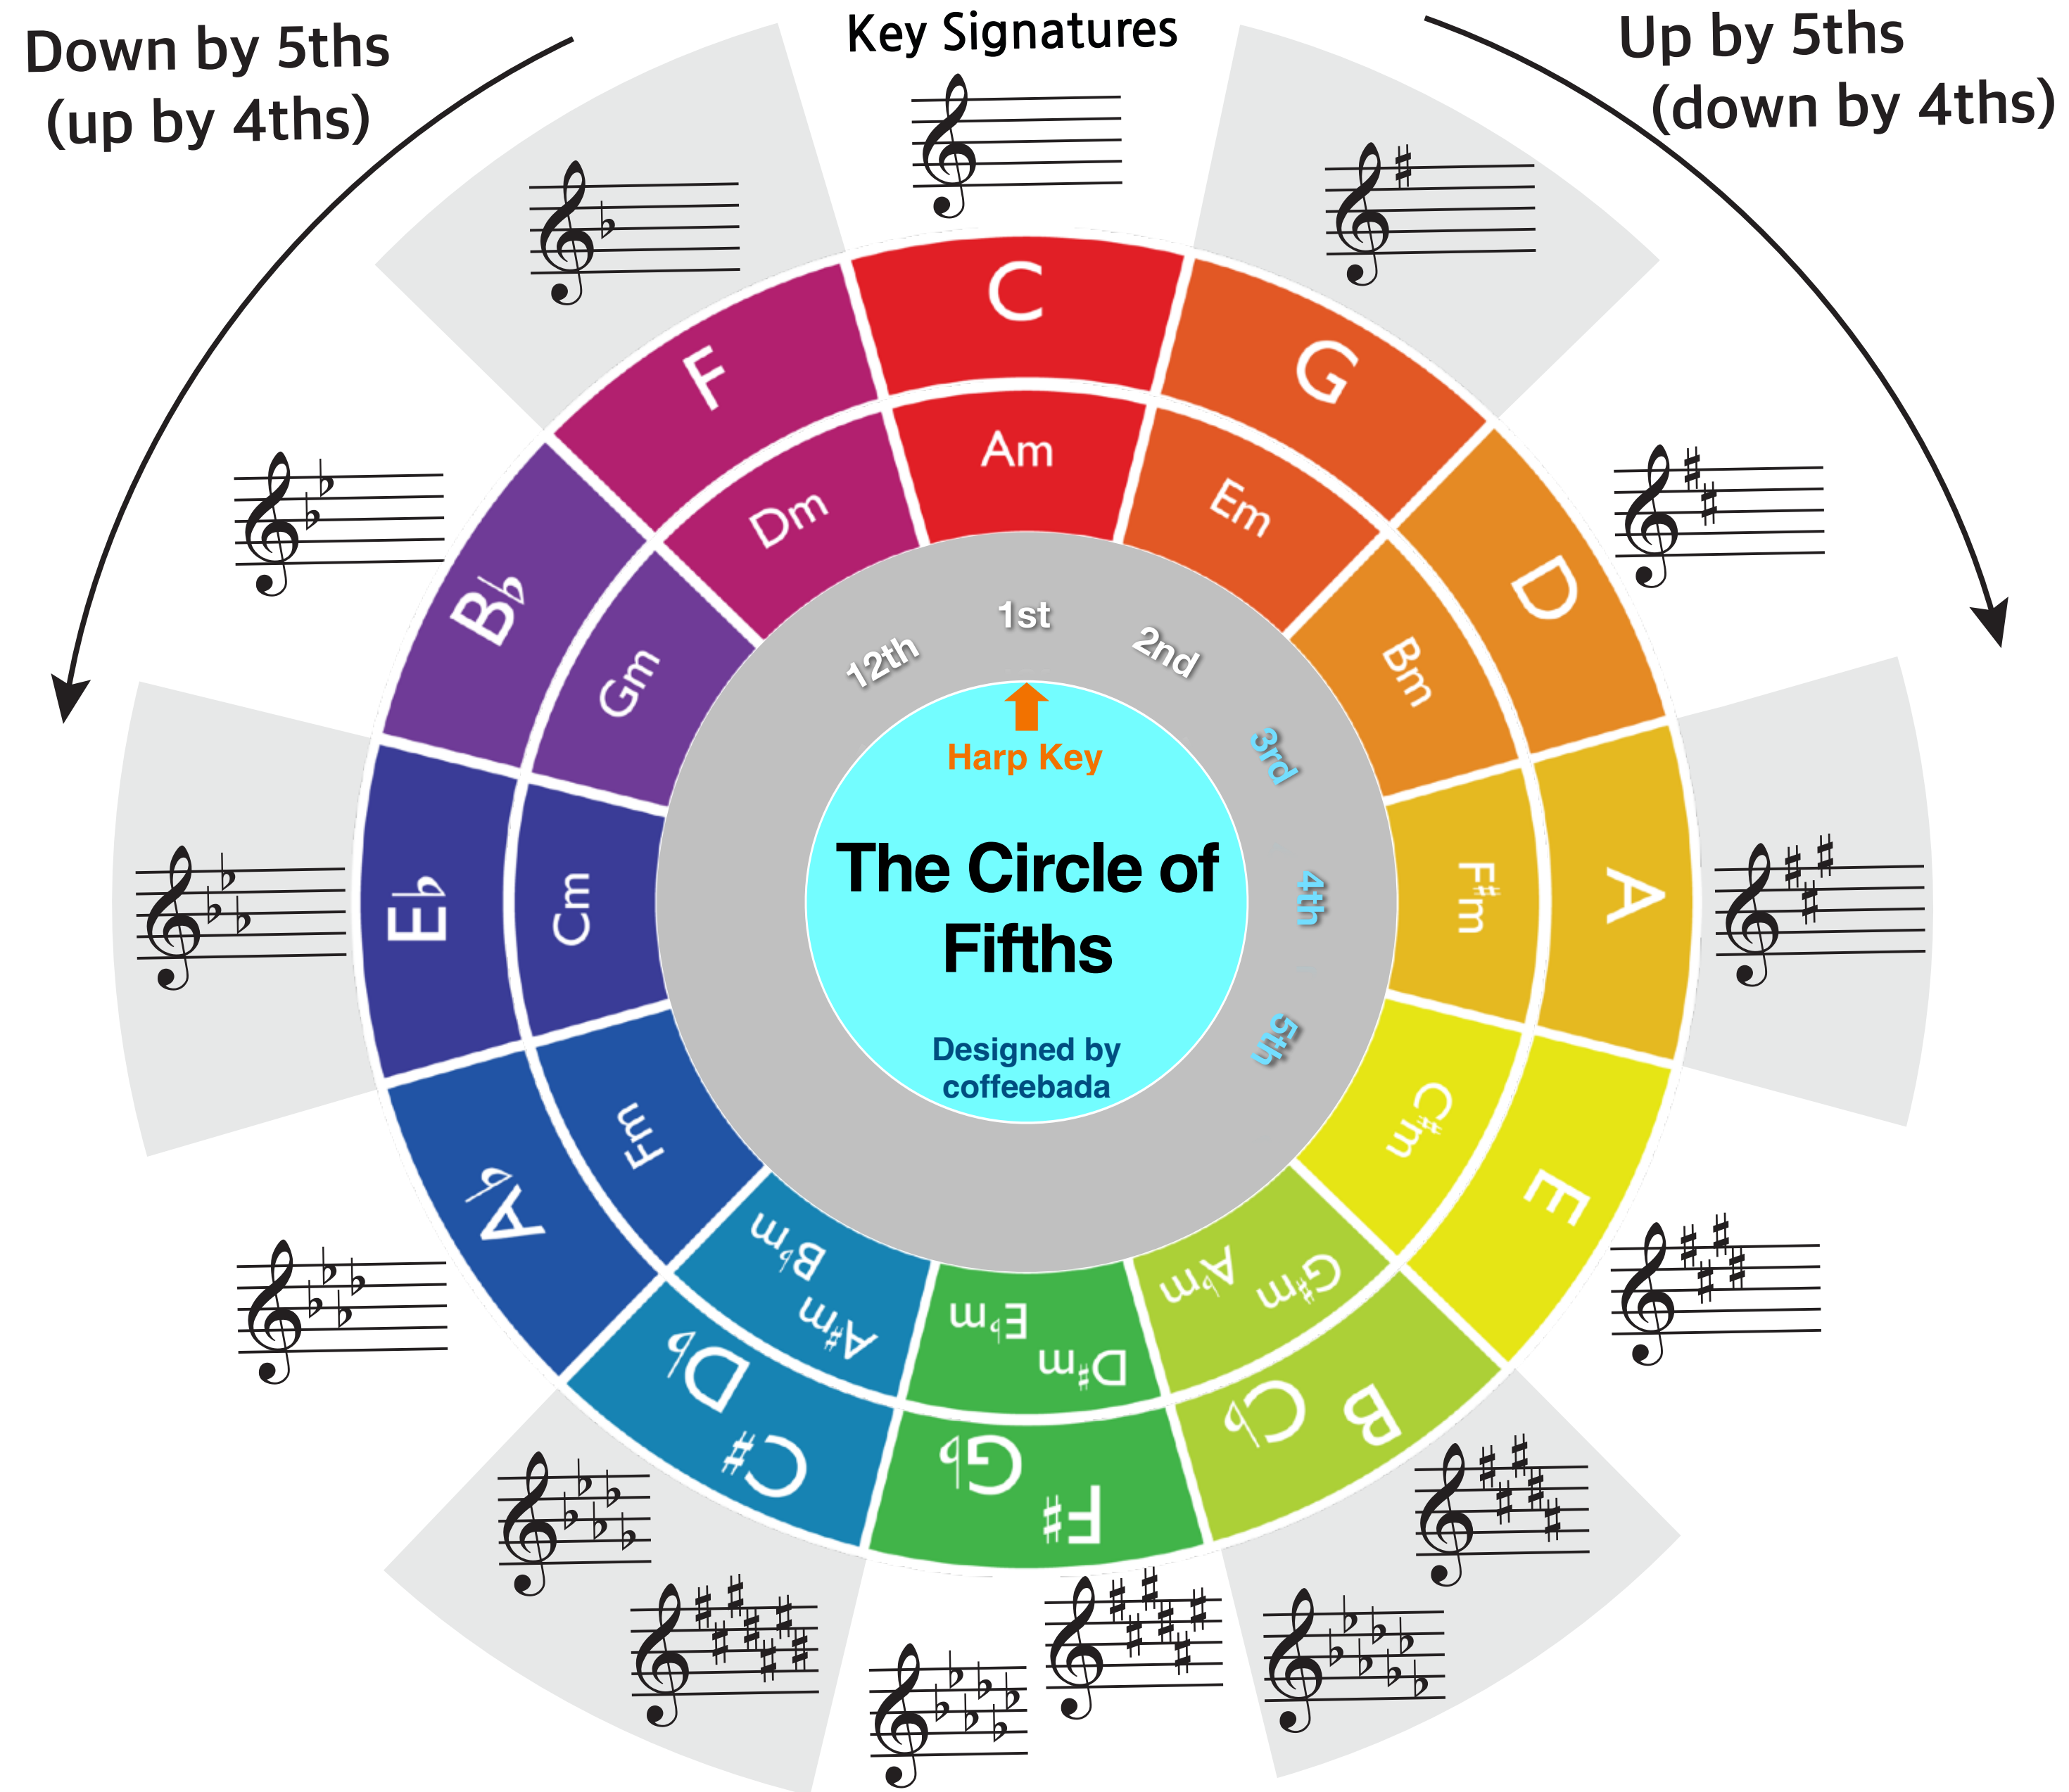 Down by 5ths
(up by 4ths)
Key Signatures
Up by 5ths
(down by 4ths)
C
G
D
A
E
B
C♭
F♯
G♭
C♯
D♭
A♭
E♭
B♭
F
Am
Em
Bm
F♯m
C♯m
G♯m
A♭m
D♯m
E♭m
A♯m
B♭m
Fm
Cm
Gm
Dm
12th
1st
2nd
3rd
4th
5th
Harp Key
The Circle of
Fifths
Designed by
coffeebada